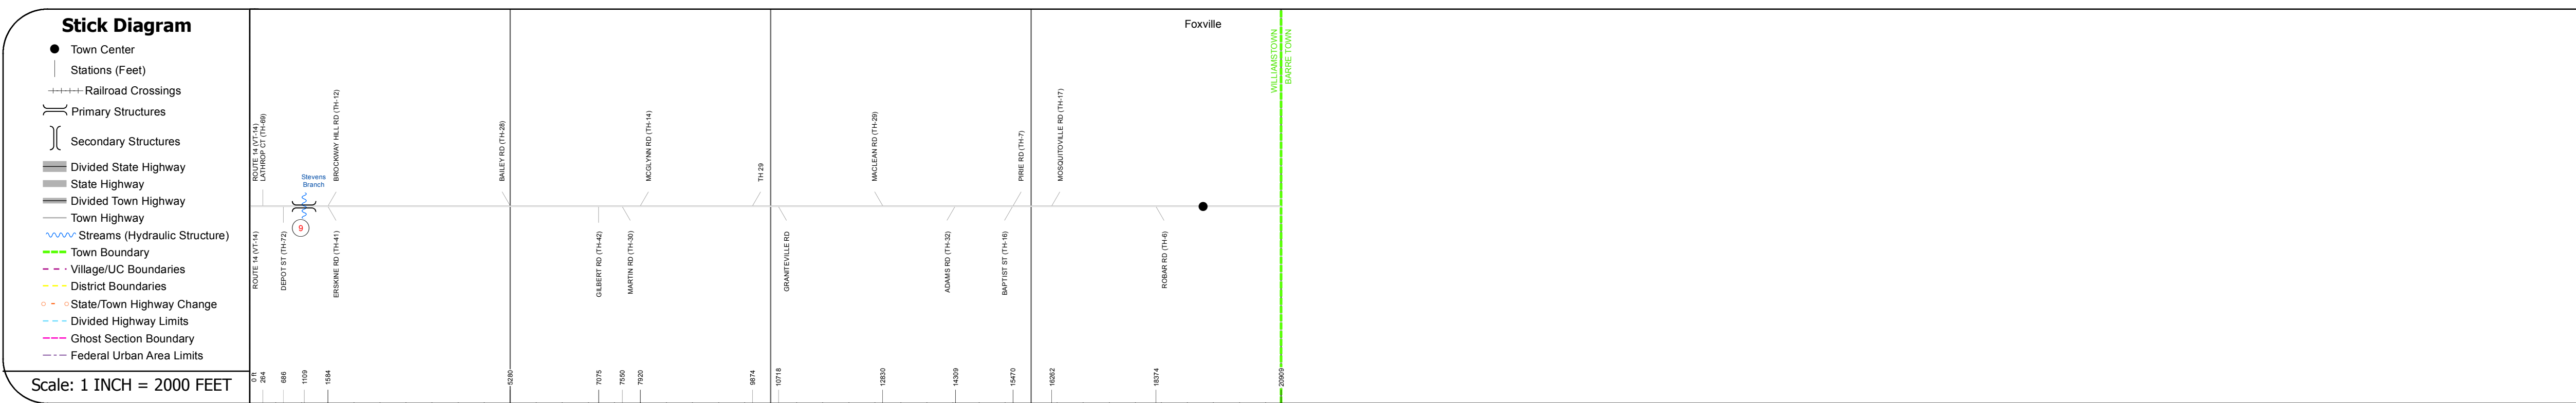 Stick Diagram
Town Center
Stations (Feet)
Railroad Crossings
Primary Structures
Secondary Structures
Divided State Highway
State Highway
Divided Town Highway
Town Highway
Streams (Hydraulic Structure)
Town Boundary
Village/UC Boundaries
District Boundaries
State/Town Highway Change
Divided Highway Limits
Ghost Section Boundary
Federal Urban Area Limits
Scale: 1 INCH = 2000 FEET
Foxville
WILLIAMSTOWN
BARRE TOWN
ROUTE 14 (VT-14)
LATHROP CT (TH-69)
BROCKWAY HILL RD (TH-12)
BAILEY RD (TH-28)
MCGLYNN RD (TH-14)
TH 29
MACLEAN RD (TH-29)
PIRIE RD (TH-7)
MOSQUITOVILLE RD (TH-17)
Stevens
Branch
9
ROUTE 14 (VT-14)
DEPOT ST (TH-72)
ERSKINE RD (TH-41)
GILBERT RD (TH-42)
MARTIN RD (TH-30)
GRANITEVILLE RD
ADAMS RD (TH-32)
BAPTIST ST (TH-16)
ROBAR RD (TH-6)
0 ft
264
686
1109
1584
5280
7075
7550
7920
9874
10718
12830
14309
15470
16262
18374
20909